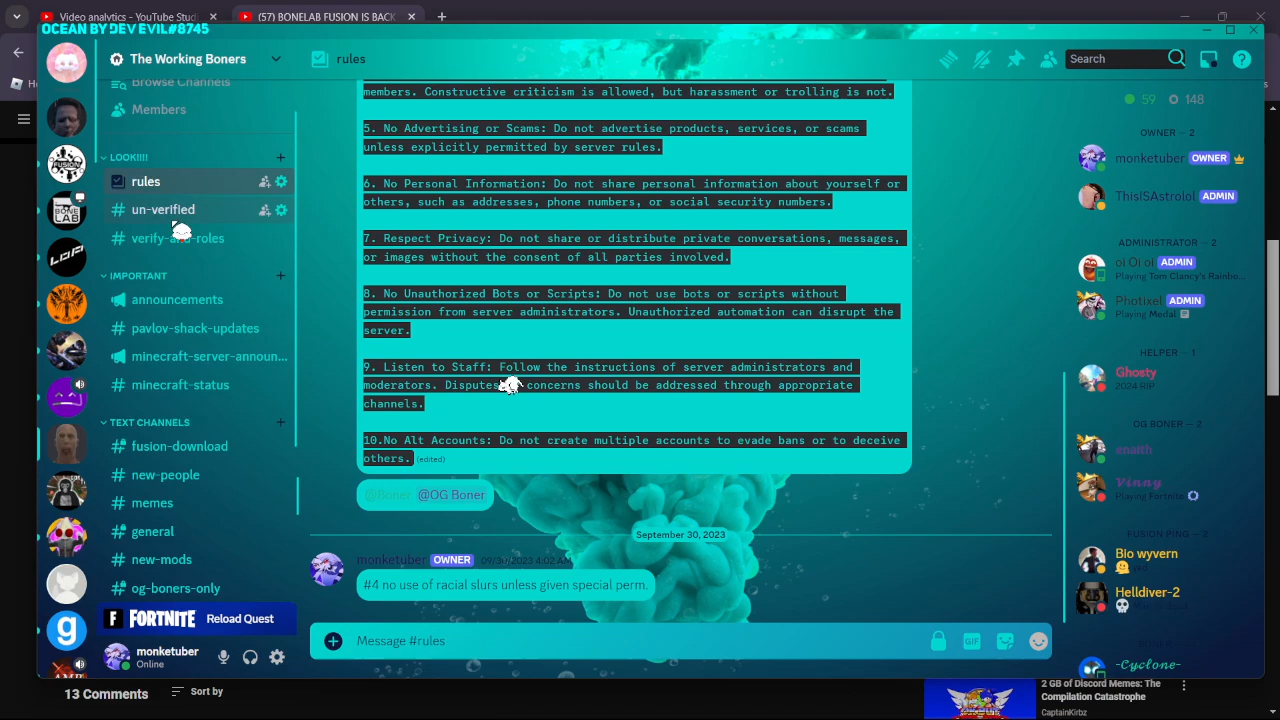 Video analytics - YouTube Stud
(57) BONELAB FUSION IS BACK
OCEAN BY DEV EVIL#8745
The Working Boners
rules
Search
Browse Channels
Members
LOOK!!!!
rules
un-verified
verify-and-roles
IMPORTANT
announcements
pavlov-shack-updates
minecraft-server-announ...
minecraft-status
TEXT CHANNELS
fusion-download
new-people
memes
general
new-mods
og-boners-only
FORTNITE Reload Quest
monketuber
Online
members. Constructive criticism is allowed, but harassment or trolling is not.
5. No Advertising or Scams: Do not advertise products, services, or scams
unless explicitly permitted by server rules.
6. No Personal Information: Do not share personal information about yourself or
others, such as addresses, phone numbers, or social security numbers.
7. Respect Privacy: Do not share or distribute private conversations, messages,
or images without the consent of all parties involved.
8. No Unauthorized Bots or Scripts: Do not use bots or scripts without
permission from server administrators. Unauthorized automation can disrupt the
server.
9. Listen to Staff: Follow the instructions of server administrators and
moderators. Disputes concerns should be addressed through appropriate
channels.
10.No Alt Accounts: Do not create multiple accounts to evade bans or to deceive
others. (edited)
@Boner @OG Boner
September 30, 2023
monketuber OWNER 09/30/2023 4:02 AM
#4 no use of racial slurs unless given special perm.
Message #rules
GIF
59 148
OWNER — 2
monketuber OWNER
ThisISAstrolol ADMIN
ADMINISTRATOR — 2
oi Oi oi ADMIN
Playing Tom Clancy's Rainbo...
Photixel ADMIN
Playing Medal
HELPER — 1
Ghosty
2024 RIP
OG BONER — 2
enaith
Vinny
Playing Fortnite
FUSION PING — 2
Bio wyvern
Helldiver-2
-Cyclone-
13 Comments
Sort by
2 GB of Discord Memes: The
Compilation Catastrophe
CaptainKirbz